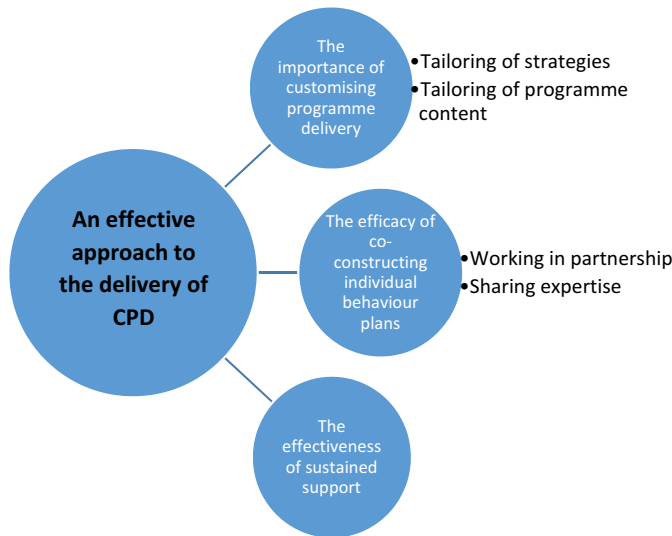 The
importance of
customising
programme
delivery
•Tailoring of strategies
•Tailoring of programme
content
An effective
approach to
the delivery of
CPD
The efficacy of
co-
constructing
individual
behaviour
plans
•Working in partnership
•Sharing expertise
The
effectiveness
of sustained
support